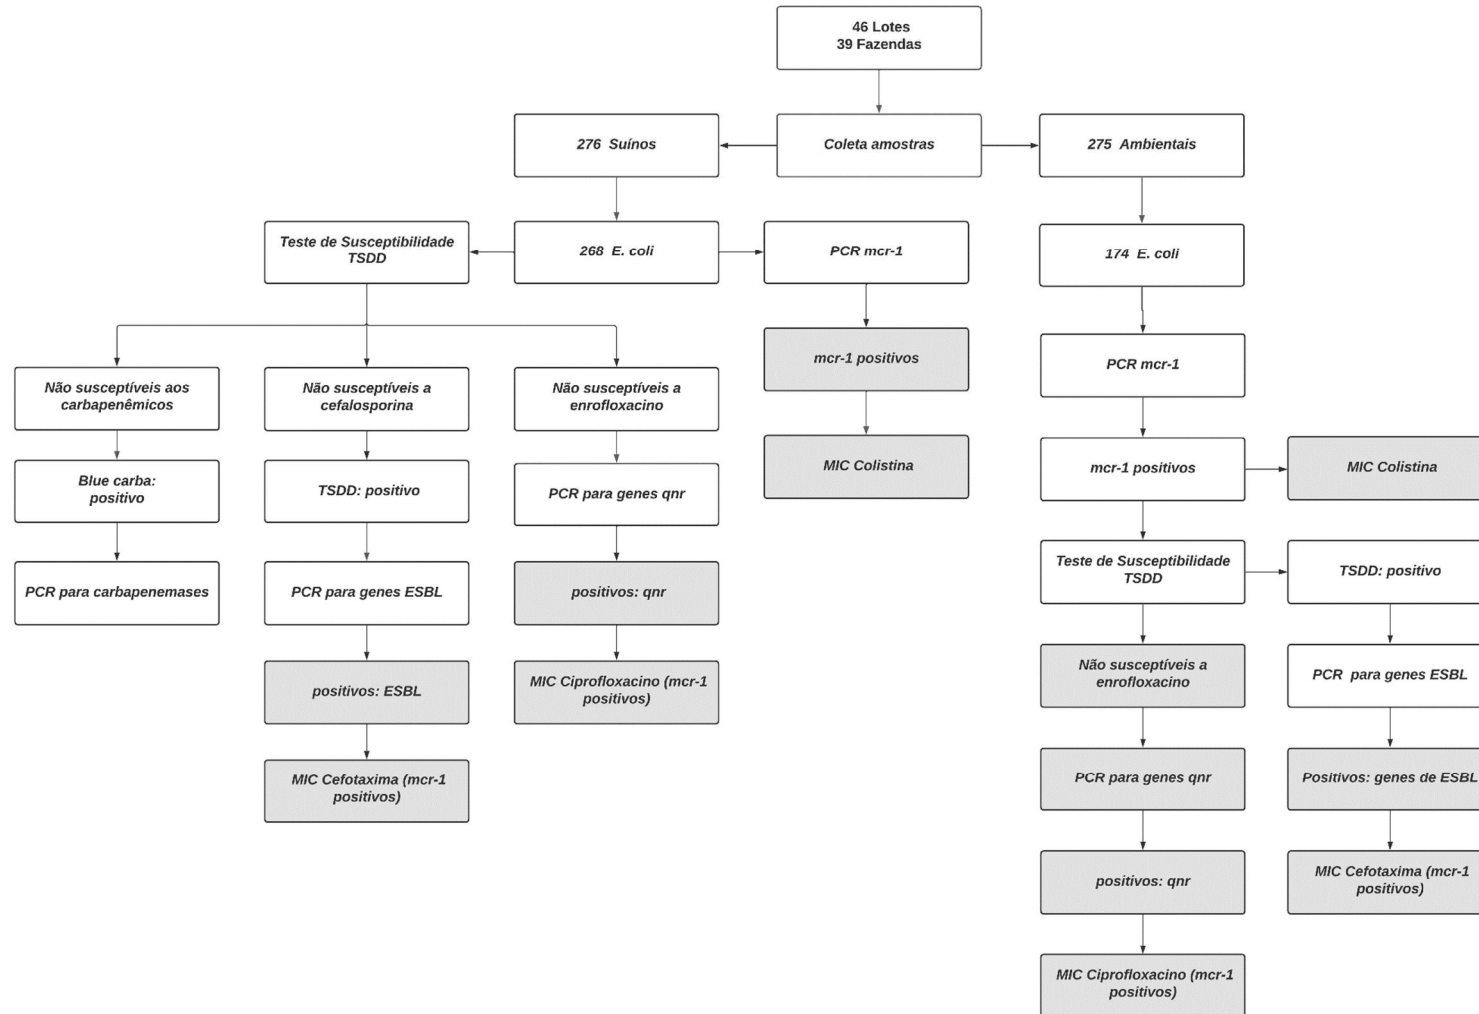 46 Lotes
39 Fazendas
276 Suínos
Coleta amostras
275 Ambientais
Teste de Susceptibilidade
TSDD
268 E. coli
PCR mcr-1
174 E. coli
mcr-1 positivos
PCR mcr-1
Não susceptíveis aos
carbapenêmicos
Não susceptíveis a
cefalosporina
Não susceptíveis a
enrofloxacino
MIC Colistina
mcr-1 positivos
MIC Colistina
Blue carba:
positivo
TSDD: positivo
PCR para genes qnr
Teste de Susceptibilidade
TSDD
TSDD: positivo
PCR para carbapenemases
PCR para genes ESBL
positivos: qnr
Não susceptíveis a
enrofloxacino
PCR para genes ESBL
positivos: ESBL
MIC Ciprofloxacino (mcr-1
positivos)
PCR para genes qnr
Positivos: genes de ESBL
MIC Cefotaxima (mcr-1
positivos)
positivos: qnr
MIC Cefotaxima (mcr-1
positivos)
MIC Ciprofloxacino (mcr-1
positivos)